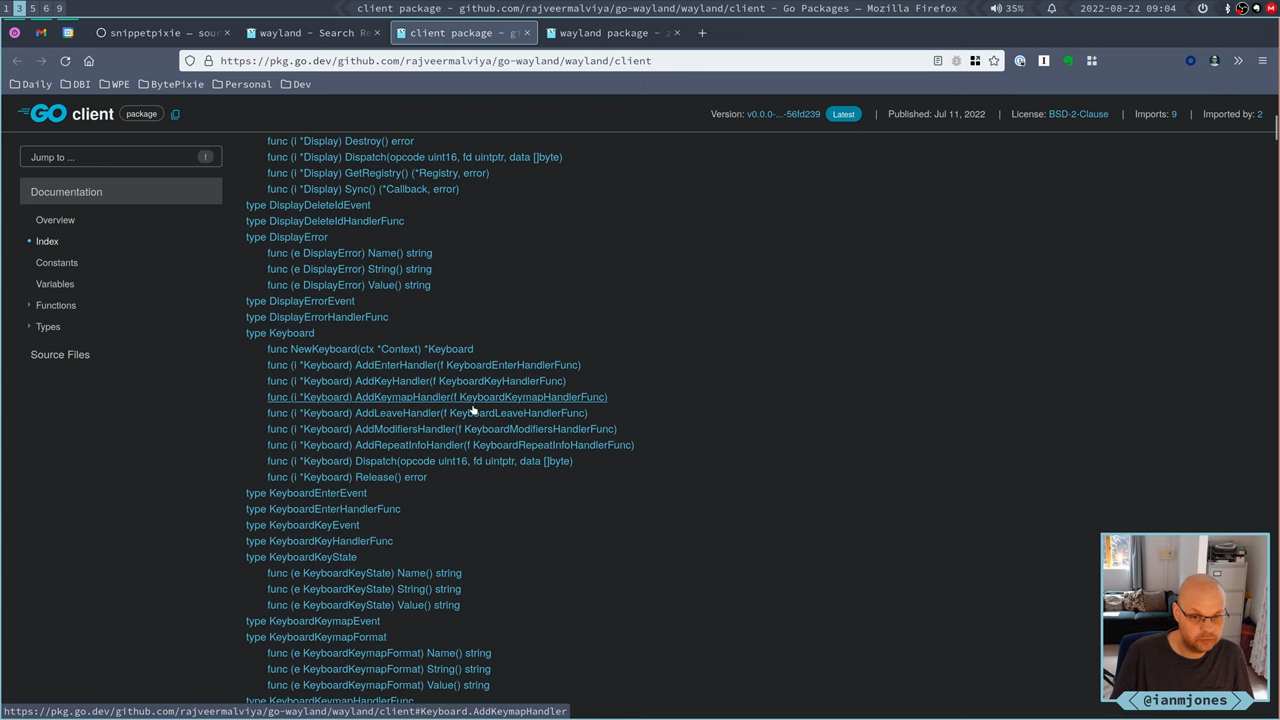 1 3 5 6 9
client package - github.com/rajveermalviya/go-wayland/wayland/client - Go Packages — Mozilla Firefox
35%
2022-08-22 09:04
snippetpixie — sour
wayland - Search Re
client package - gi
wayland package - z
https://pkg.go.dev/github.com/rajveermalviya/go-wayland/wayland/client
Daily
DBI
WPE
BytePixie
Personal
Dev
GO client package
Version: v0.0.0-...-56fd239 Latest | Published: Jul 11, 2022 | License: BSD-2-Clause | Imports: 9 | Imported by: 2
Jump to ... f
Documentation
Overview
Index
Constants
Variables
Functions
Types
Source Files
func (i *Display) Destroy() error
func (i *Display) Dispatch(opcode uint16, fd uintptr, data []byte)
func (i *Display) GetRegistry() (*Registry, error)
func (i *Display) Sync() (*Callback, error)
type DisplayDeleteIdEvent
type DisplayDeleteIdHandlerFunc
type DisplayError
func (e DisplayError) Name() string
func (e DisplayError) String() string
func (e DisplayError) Value() string
type DisplayErrorEvent
type DisplayErrorHandlerFunc
type Keyboard
func NewKeyboard(ctx *Context) *Keyboard
func (i *Keyboard) AddEnterHandler(f KeyboardEnterHandlerFunc)
func (i *Keyboard) AddKeyHandler(f KeyboardKeyHandlerFunc)
func (i *Keyboard) AddKeymapHandler(f KeyboardKeymapHandlerFunc)
func (i *Keyboard) AddLeaveHandler(f KeyboardLeaveHandlerFunc)
func (i *Keyboard) AddModifiersHandler(f KeyboardModifiersHandlerFunc)
func (i *Keyboard) AddRepeatInfoHandler(f KeyboardRepeatInfoHandlerFunc)
func (i *Keyboard) Dispatch(opcode uint16, fd uintptr, data []byte)
func (i *Keyboard) Release() error
type KeyboardEnterEvent
type KeyboardEnterHandlerFunc
type KeyboardKeyEvent
type KeyboardKeyHandlerFunc
type KeyboardKeyState
func (e KeyboardKeyState) Name() string
func (e KeyboardKeyState) String() string
func (e KeyboardKeyState) Value() string
type KeyboardKeymapEvent
type KeyboardKeymapFormat
func (e KeyboardKeymapFormat) Name() string
func (e KeyboardKeymapFormat) String() string
func (e KeyboardKeymapFormat) Value() string
type KeyboardKeymapHandlerFunc
https://pkg.go.dev/github.com/rajveermalviya/go-wayland/wayland/client#Keyboard.AddKeymapHandler
@ianmjones